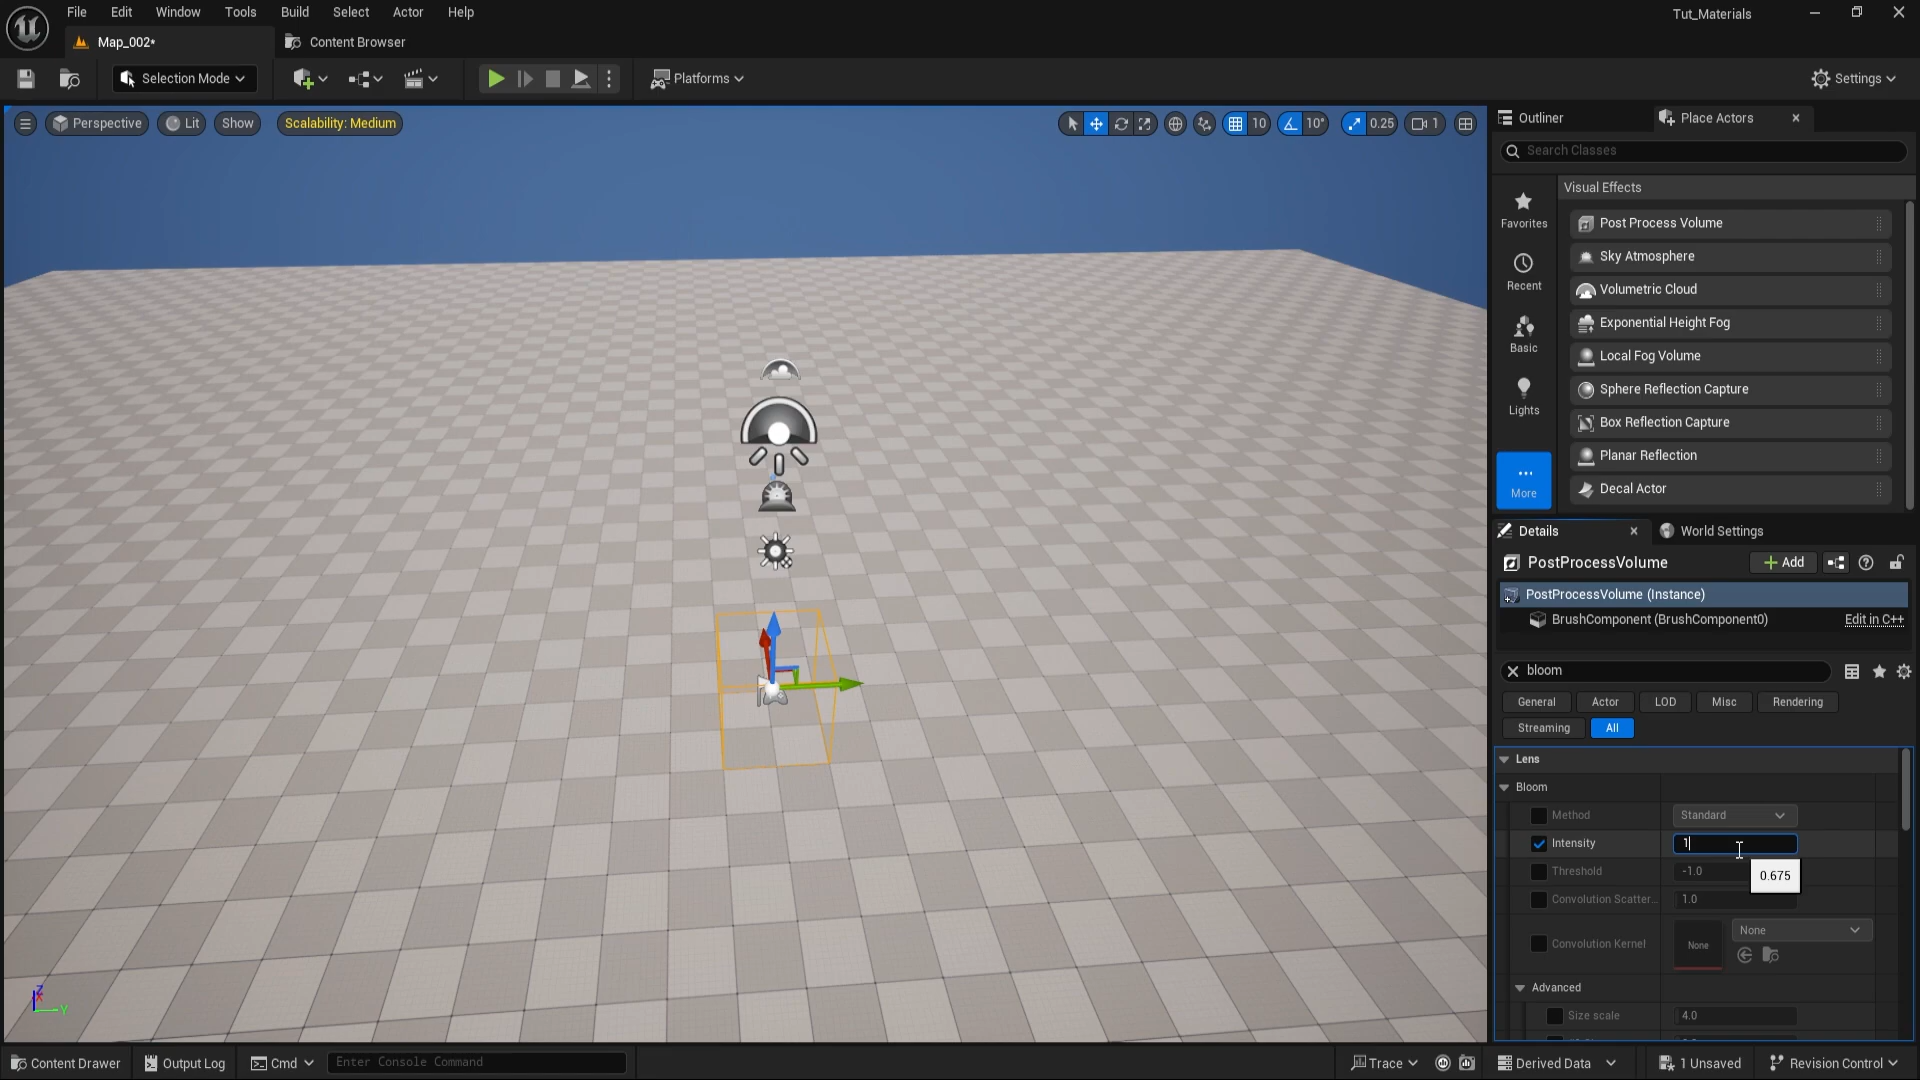 File Edit Window Tools Build Select Actor Help
Tut_Materials
Map_002*
Content Browser
Selection Mode
Platforms
Settings
Perspective
Lit
Show
Scalability: Medium
10
10°
0.25
1
Outliner
Place Actors
Search Classes
Favorites
Recent
Basic
Lights
More
Visual Effects
Post Process Volume
Sky Atmosphere
Volumetric Cloud
Exponential Height Fog
Local Fog Volume
Sphere Reflection Capture
Box Reflection Capture
Planar Reflection
Decal Actor
Details
World Settings
PostProcessVolume
Add
PostProcessVolume (Instance)
BrushComponent (BrushComponent0)
Edit in C++
bloom
General Actor LOD Misc Rendering
Streaming All
Lens
Bloom
Method Standard
Intensity 1
Threshold -1.0
0.675
Convolution Scatter... 1.0
Convolution Kernel
None
None
Advanced
Size scale 4.0
Z
X
Y
Content Drawer
Output Log
Cmd
Enter Console Command
Trace
Derived Data
1 Unsaved
Revision Control